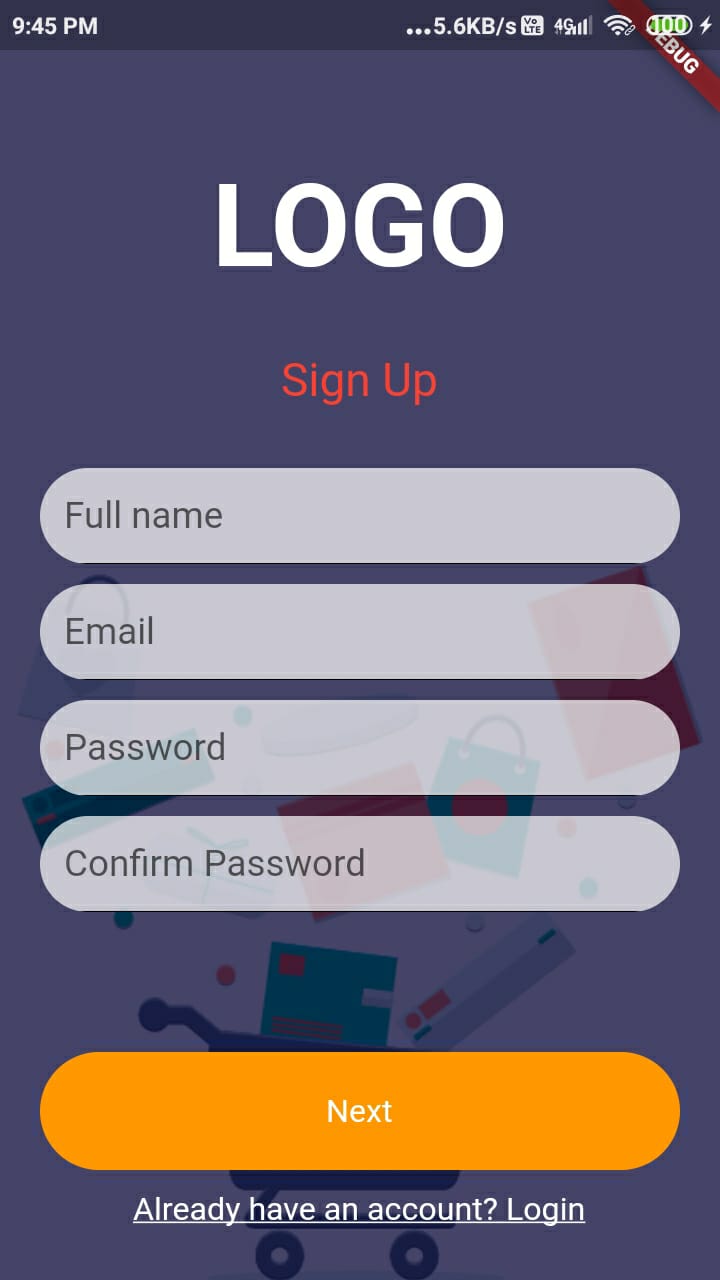 9:45 PM ...5.6KB/s Vo LTE 4G 100
DEBUG
LOGO
Sign Up
Full name
Email
Password
Confirm Password
Next
Already have an account? Login